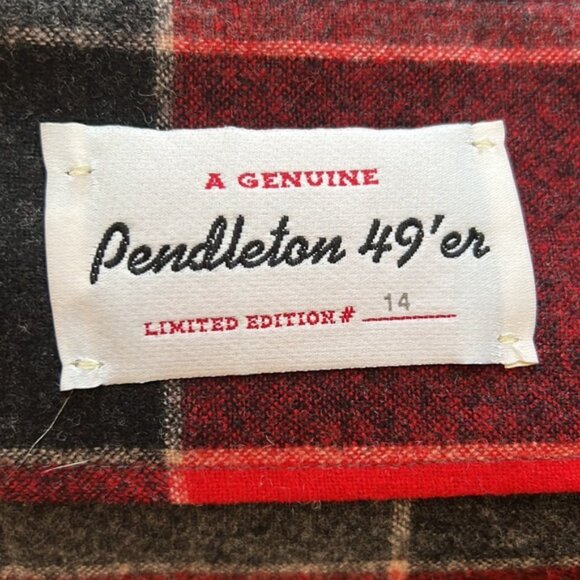 A GENUINE
Pendleton 49'er
LIMITED EDITION # 14